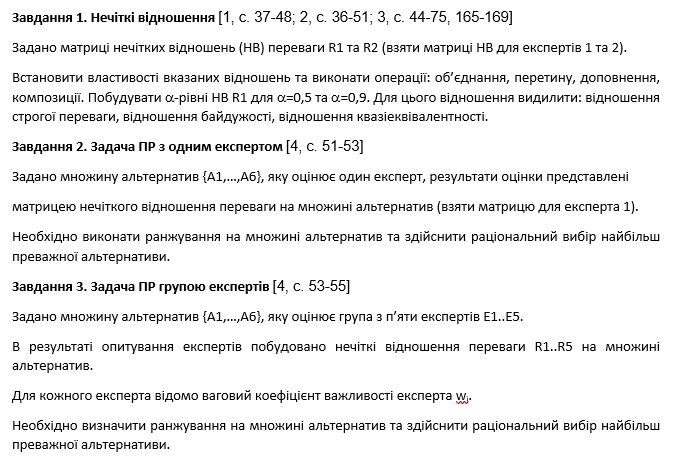 Завдання 1. Нечіткі відношення [1, с. 37-48; 2, с. 36-51; 3, с. 44-75, 165-169]
Задано матриці нечітких відношень (НВ) переваги R1 та R2 (взяти матриці НВ для експертів 1 та 2).
Встановити властивості вказаних відношень та виконати операції: об’єднання, перетину, доповнення,
композиції. Побудувати α-рівні НВ R1 для α=0,5 та α=0,9. Для цього відношення видилити: відношення
строгої переваги, відношення байдужості, відношення квазіеквівалентності.
Завдання 2. Задача ПР з одним експертом [4, с. 51-53]
Задано множину альтернатив {А1,...,А6}, яку оцінює один експерт, результати оцінки представлені
матрицею нечіткого відношення переваги на множині альтернатив (взяти матрицю для експерта 1).
Необхідно виконати ранжування на множині альтернатив та здійснити раціональний вибір найбільш
преважної альтернативи.
Завдання 3. Задача ПР групою експертів [4, с. 53-55]
Задано множину альтернатив {А1,...,А6}, яку оцінює група з п’яти експертів Е1..Е5.
В результаті опитування експертів побудовано нечіткі відношення переваги R1..R5 на множині
альтернатив.
Для кожного експерта відомо ваговий коефіцієнт важливості експерта wⱼ.
Необхідно визначити ранжування на множині альтернатив та здійснити раціональний вибір найбільш
преважної альтернативи.